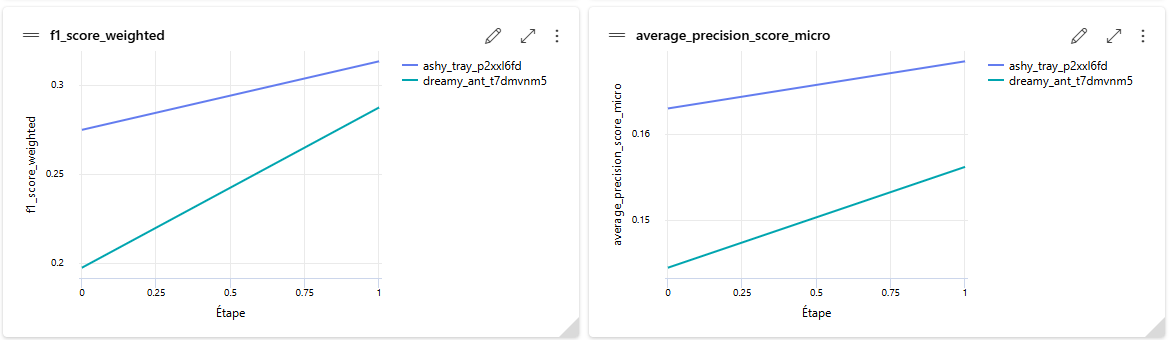 f1_score_weighted
ashy_tray_p2xxl6fd
dreamy_ant_t7dmvnm5
f1_score_weighted
0.3
0.25
0.2
0 0.25 0.5 0.75 1
Étape
average_precision_score_micro
ashy_tray_p2xxl6fd
dreamy_ant_t7dmvnm5
average_precision_score_micro
0.16
0.15
0 0.25 0.5 0.75 1
Étape